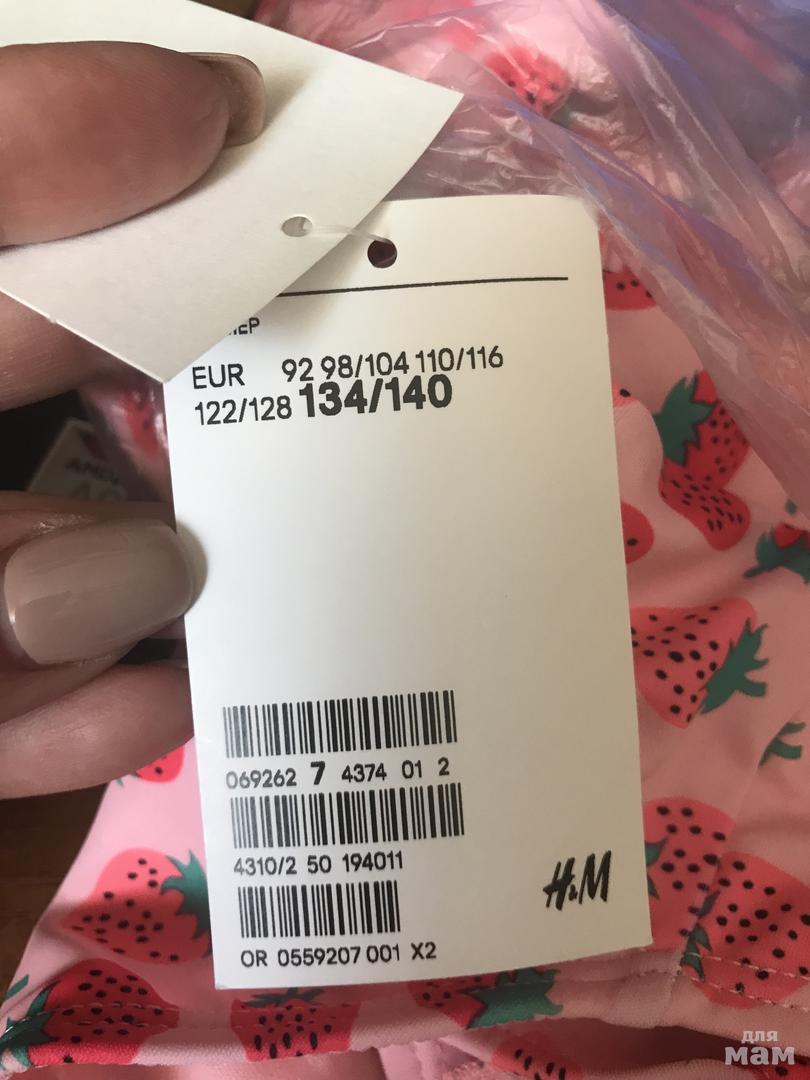 EUR 92 98/104 110/116
122/128 134/140
069262 7 4374 01 2
4310/2 50 194011
OR 0559207 001 X2
H&M
для
мам